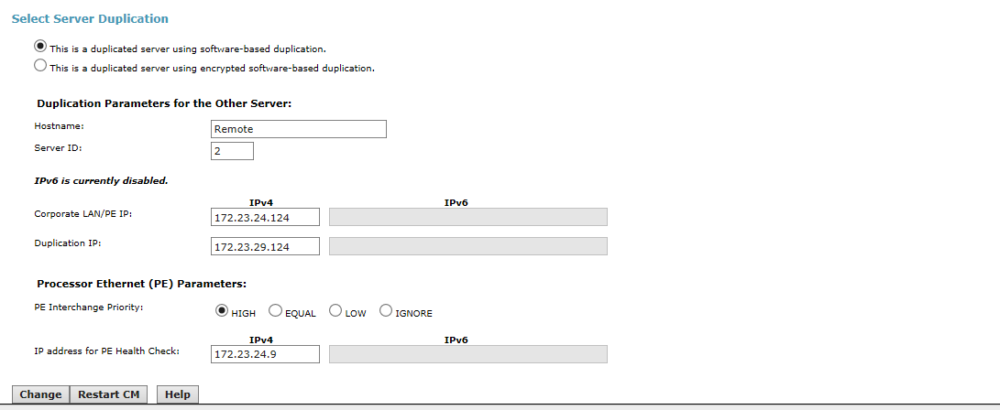 Select Server Duplication
This is a duplicated server using software-based duplication.
This is a duplicated server using encrypted software-based duplication.
Duplication Parameters for the Other Server:
Hostname: Remote
Server ID: 2
IPv6 is currently disabled.
IPv4 IPv6
Corporate LAN/PE IP: 172.23.24.124
Duplication IP: 172.23.29.124
Processor Ethernet (PE) Parameters:
PE Interchange Priority: HIGH EQUAL LOW IGNORE
IPv4 IPv6
IP address for PE Health Check: 172.23.24.9
Change Restart CM Help